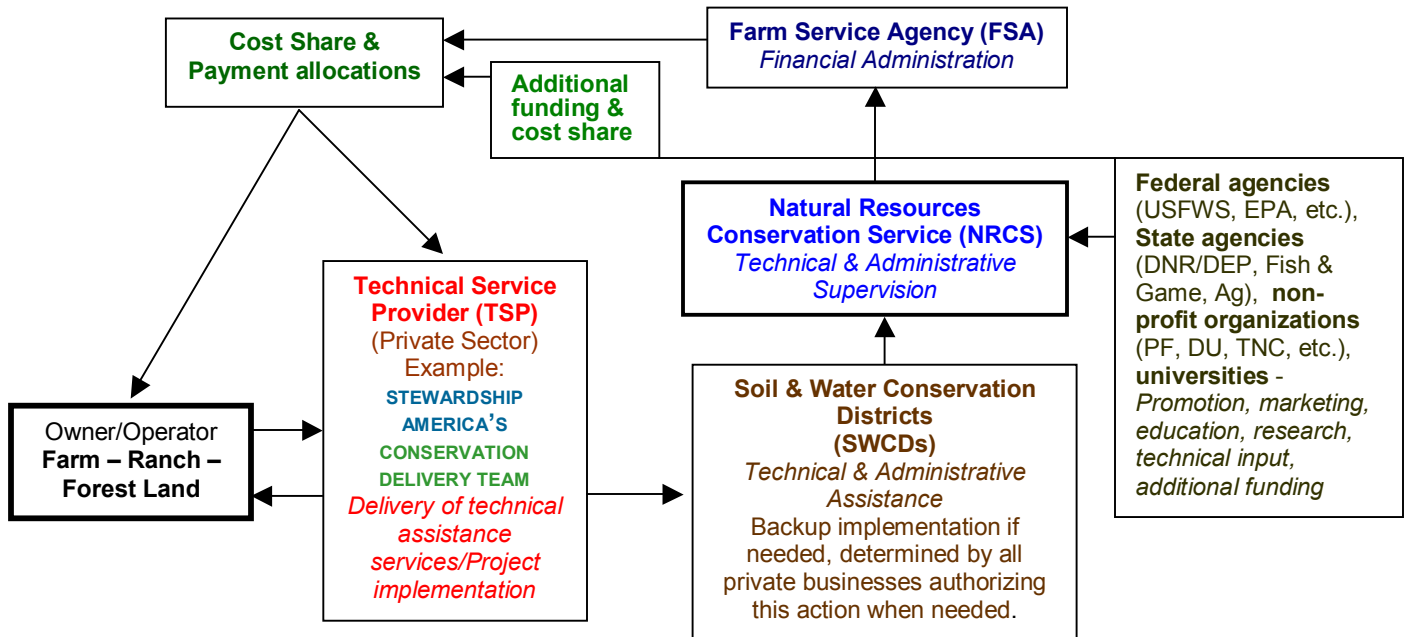 Cost Share &
Payment allocations
Farm Service Agency (FSA)
Financial Administration
Additional
funding &
cost share
Natural Resources
Conservation Service (NRCS)
Technical & Administrative
Supervision
Federal agencies
(USFWS, EPA, etc.),
State agencies
(DNR/DEP, Fish &
Game, Ag), non-
profit organizations
(PF, DU, TNC, etc.),
universities -
Promotion, marketing,
education, research,
technical input,
additional funding
Technical Service
Provider (TSP)
(Private Sector)
Example:
STEWARDSHIP
AMERICA'S
CONSERVATION
DELIVERY TEAM
Delivery of technical
assistance
services/Project
implementation
Owner/Operator
Farm – Ranch –
Forest Land
Soil & Water Conservation
Districts
(SWCDs)
Technical & Administrative
Assistance
Backup implementation if
needed, determined by all
private businesses authorizing
this action when needed.